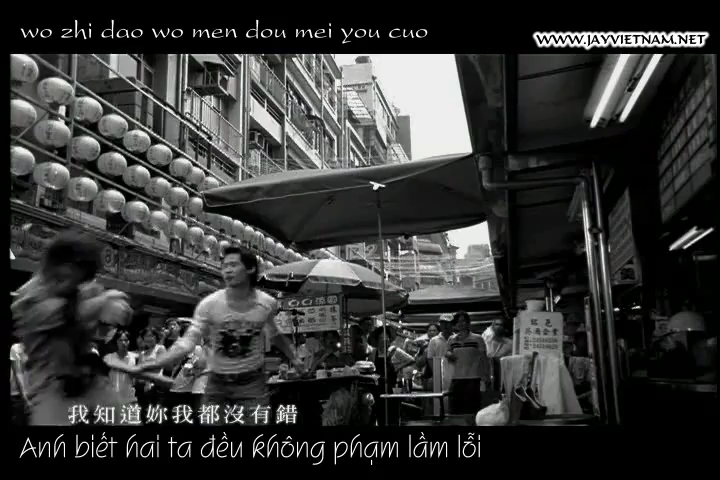 wo zhi dao wo men dou mei you cuo
WWW.JAYVIETNAM.NET
我知道妳我都沒有錯
Anh biết hai ta đều không phạm lầm lỗi